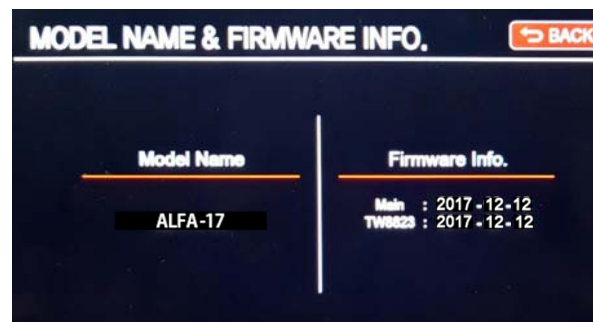 MODEL NAME & FIRMWARE INFO.
BACK
Model Name
ALFA-17
Firmware Info.
Main : 2017-12-12
TW8823 : 2017-12-12